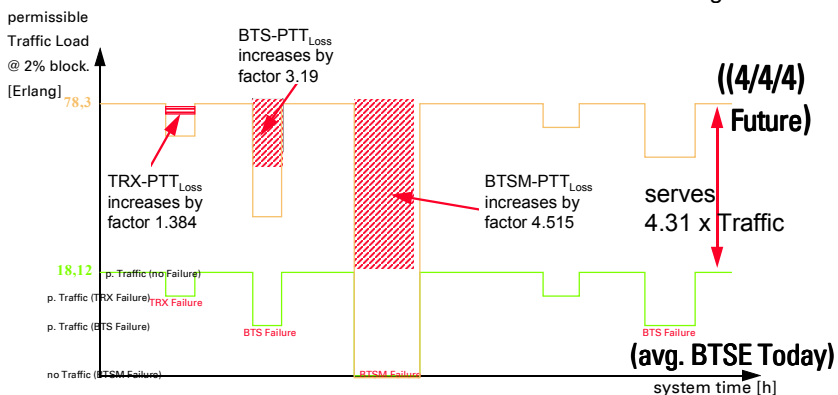 permissible
Traffic Load
@ 2% block.
[Erlang]
78,3
BTS-PTTLoss
increases by
factor 3.19
((4/4/4)
Future)
TRX-PTTLoss
increases by
factor 1.384
BTSM-PTTLoss
increases by
factor 4.515
serves
4.31 x Traffic
18,12
p. Traffic (no Failure)
p. Traffic (TRX Failure)
TRX Failure
p. Traffic (BTS Failure)
BTS Failure
BTS Failure
no Traffic (BTSM Failure)
BTSM Failure
(avg. BTSE Today)
system time [h]